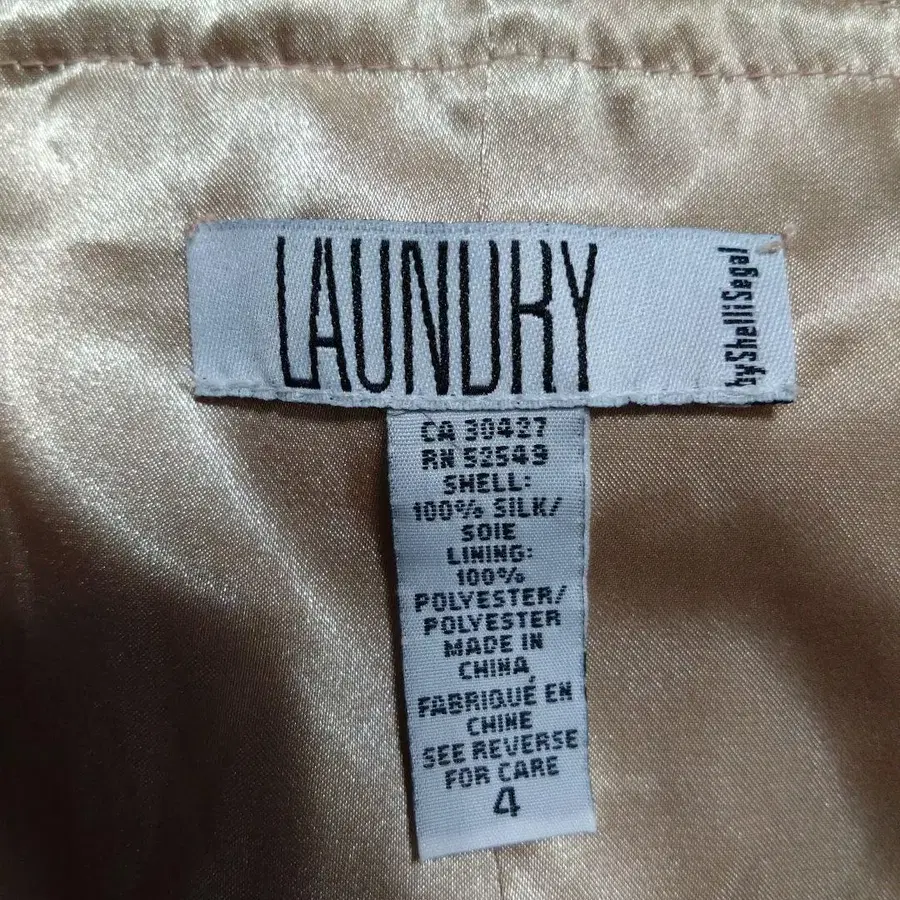 LAUNDRY
by Shelli Segal
CA 30427
RN 52549
SHELL:
100% SILK/
SOIE
LINING:
100%
POLYESTER/
POLYESTER
MADE IN
CHINA
FABRIQUÉ EN
CHINE
SEE REVERSE
FOR CARE
4